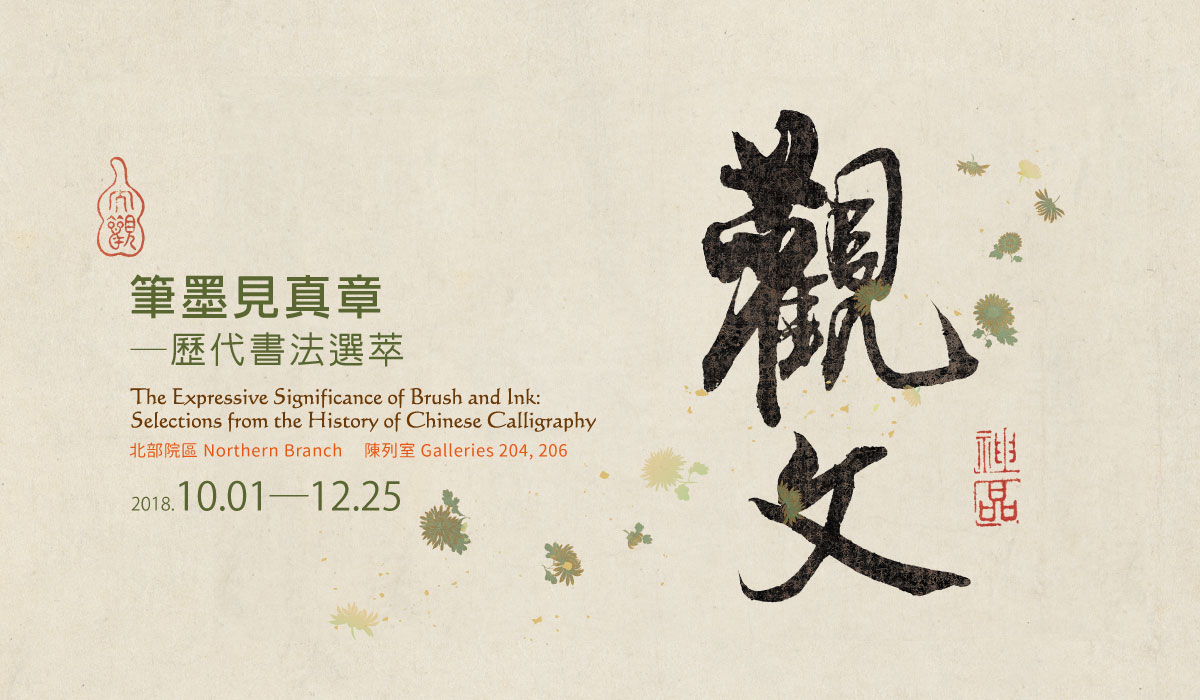 大觀
筆墨見真章
—歷代書法選萃
The Expressive Significance of Brush and Ink:
Selections from the History of Chinese Calligraphy
北部院區 Northern Branch 陳列室 Galleries 204, 206
2018.10.01—12.25
觀
文
神
品